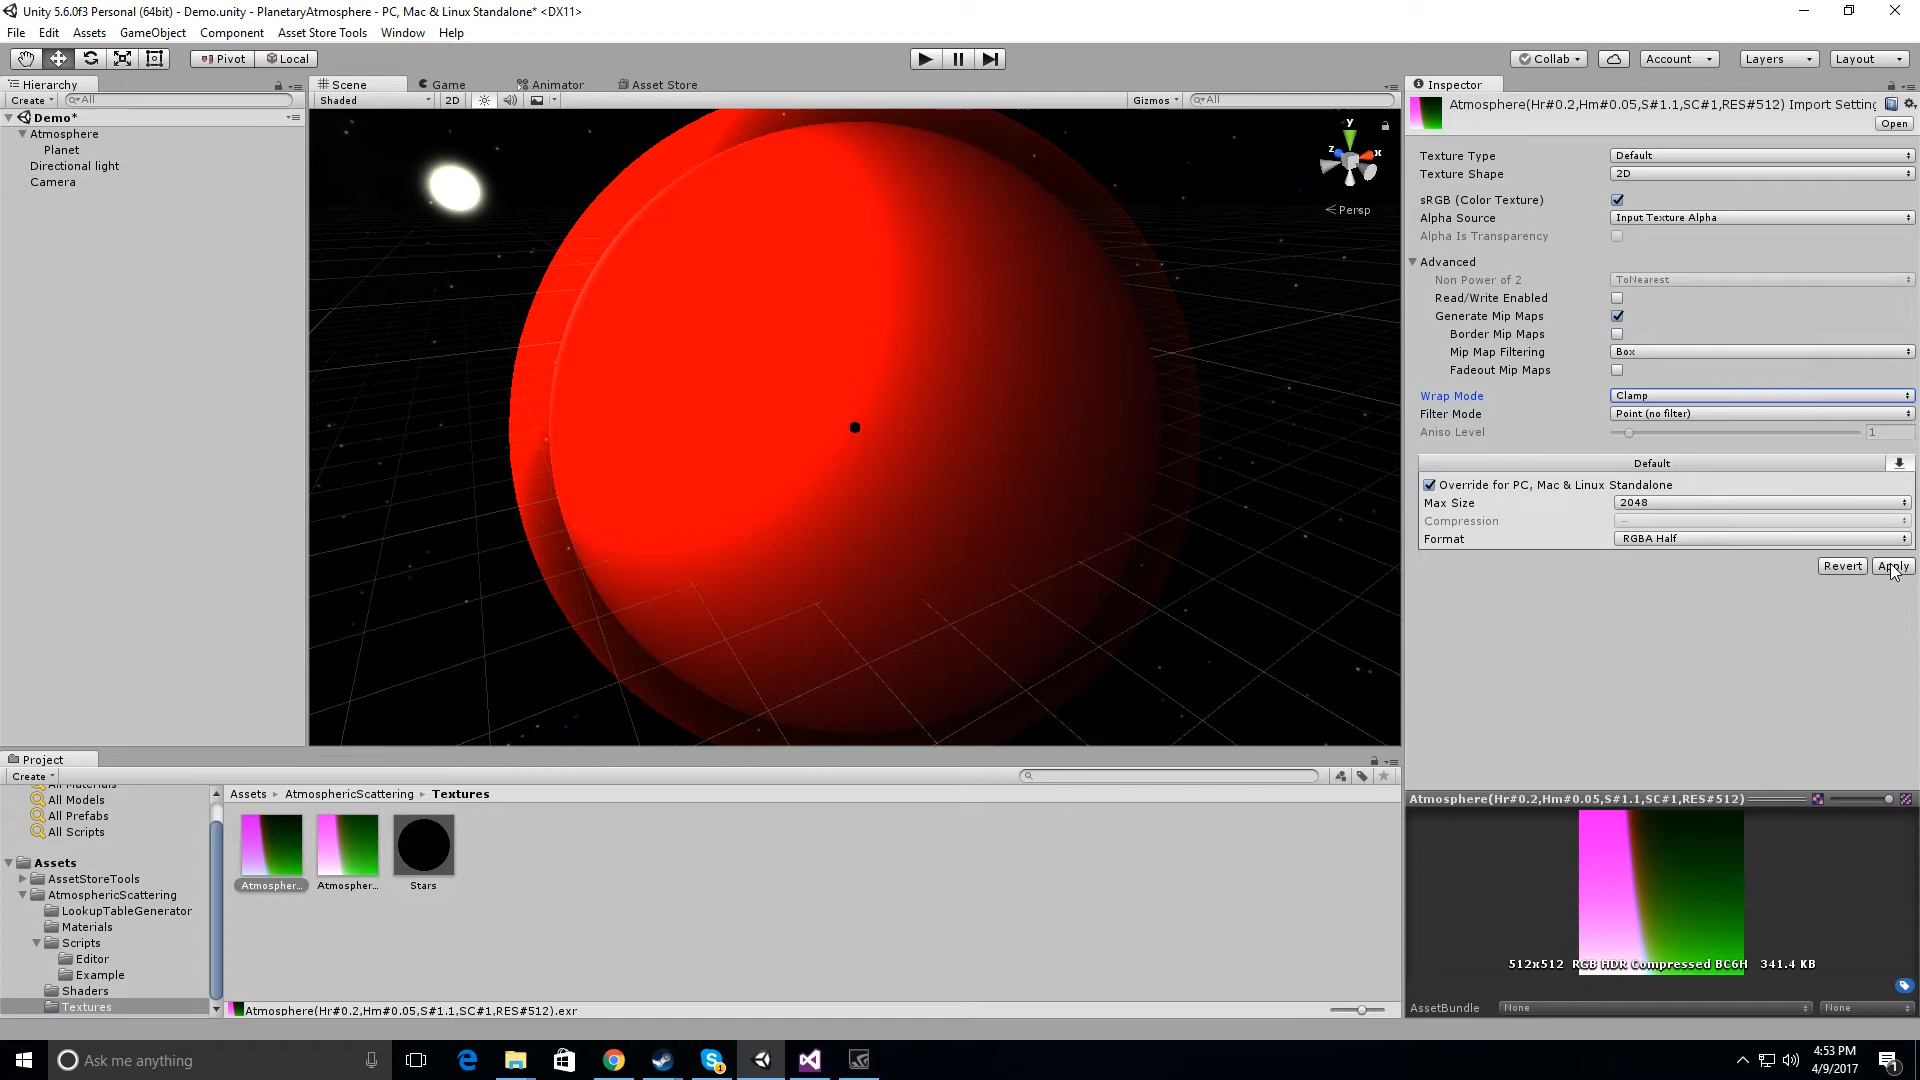 Unity 5.6.0f3 Personal (64bit) - Demo.unity - PlanetaryAtmosphere - PC, Mac & Linux Standalone* <DX11>
File Edit Assets GameObject Component Asset Store Tools Window Help
Pivot Local Collab Account Layers Layout
Hierarchy
Create All
Demo*
Atmosphere
Planet
Directional light
Camera
Scene Game Animator Asset Store
Shaded 2D Gizmos All
y
z x
Persp
Inspector
Atmosphere(Hr#0.2,Hm#0.05,S#1.1,SC#1,RES#512) Import Setting
Open
Texture Type Default
Texture Shape 2D
sRGB (Color Texture)
Alpha Source Input Texture Alpha
Alpha Is Transparency
Advanced
Non Power of 2 ToNearest
Read/Write Enabled
Generate Mip Maps
Border Mip Maps
Mip Map Filtering Box
Fadeout Mip Maps
Wrap Mode Clamp
Filter Mode Point (no filter)
Aniso Level 1
Default
Override for PC, Mac & Linux Standalone
Max Size 2048
Compression —
Format RGBA Half
Revert Apply
Project
Create
All Materials
All Models
All Prefabs
All Scripts
Assets
AssetStoreTools
AtmosphericScattering
LookupTableGenerator
Materials
Scripts
Editor
Example
Shaders
Textures
Assets AtmosphericScattering Textures
Atmospher... Atmospher... Stars
Atmosphere(Hr#0.2,Hm#0.05,S#1.1,SC#1,RES#512).exr
Atmosphere(Hr#0.2,Hm#0.05,S#1.1,SC#1,RES#512)
512x512 RGB HDR Compressed BC6H 341.4 KB
AssetBundle None None
Ask me anything
1
4:53 PM
4/9/2017
1